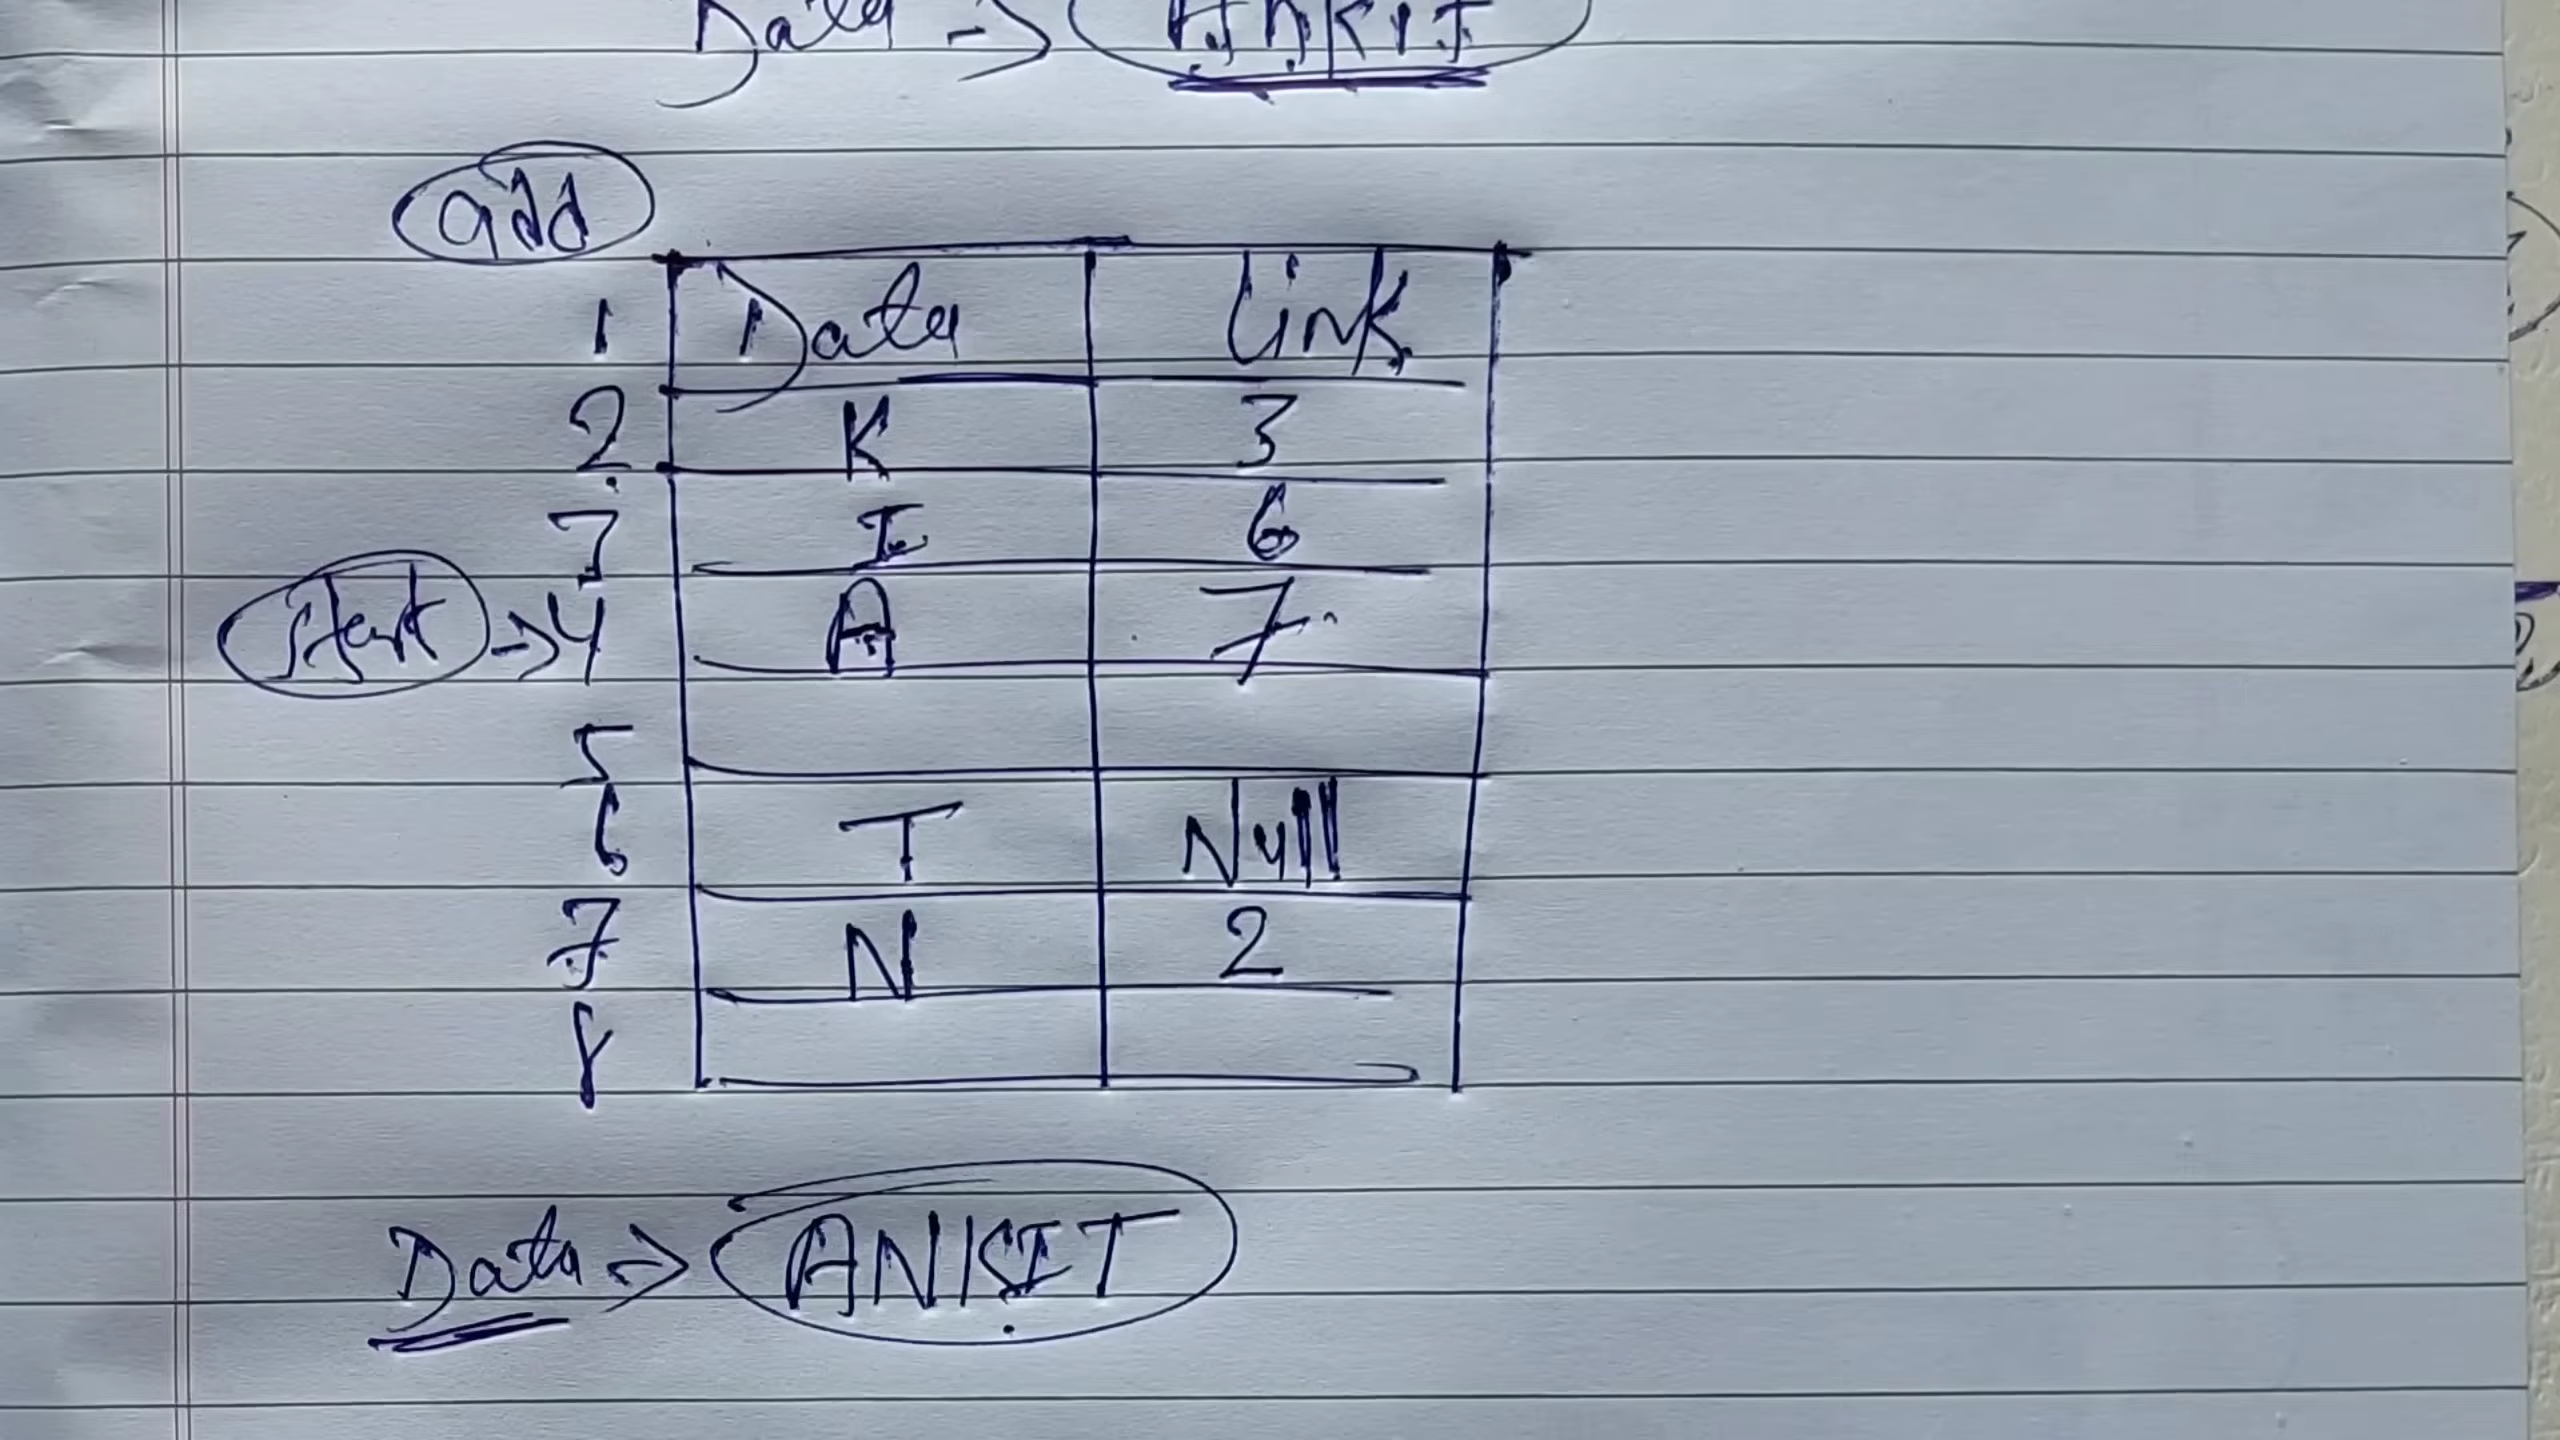 Data → ANKIT
add
1 Data Link
2 K 3
3 I 6
Start → 4 A 7
5
6 T Null
7 N 2
8
Data → ANKIT